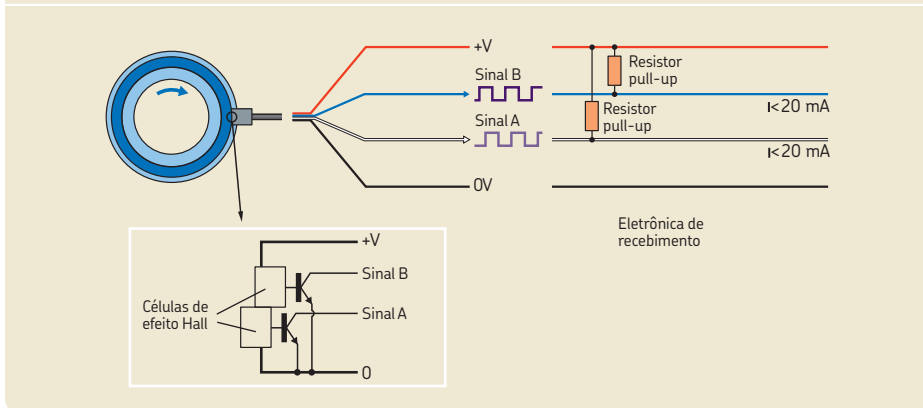 +V
Sinal B
Resistor
pull-up
I<20 mA
Sinal A
Resistor
pull-up
I<20 mA
0V
Eletrônica de
recebimento
+V
Sinal B
Células de
efeito Hall
Sinal A
0